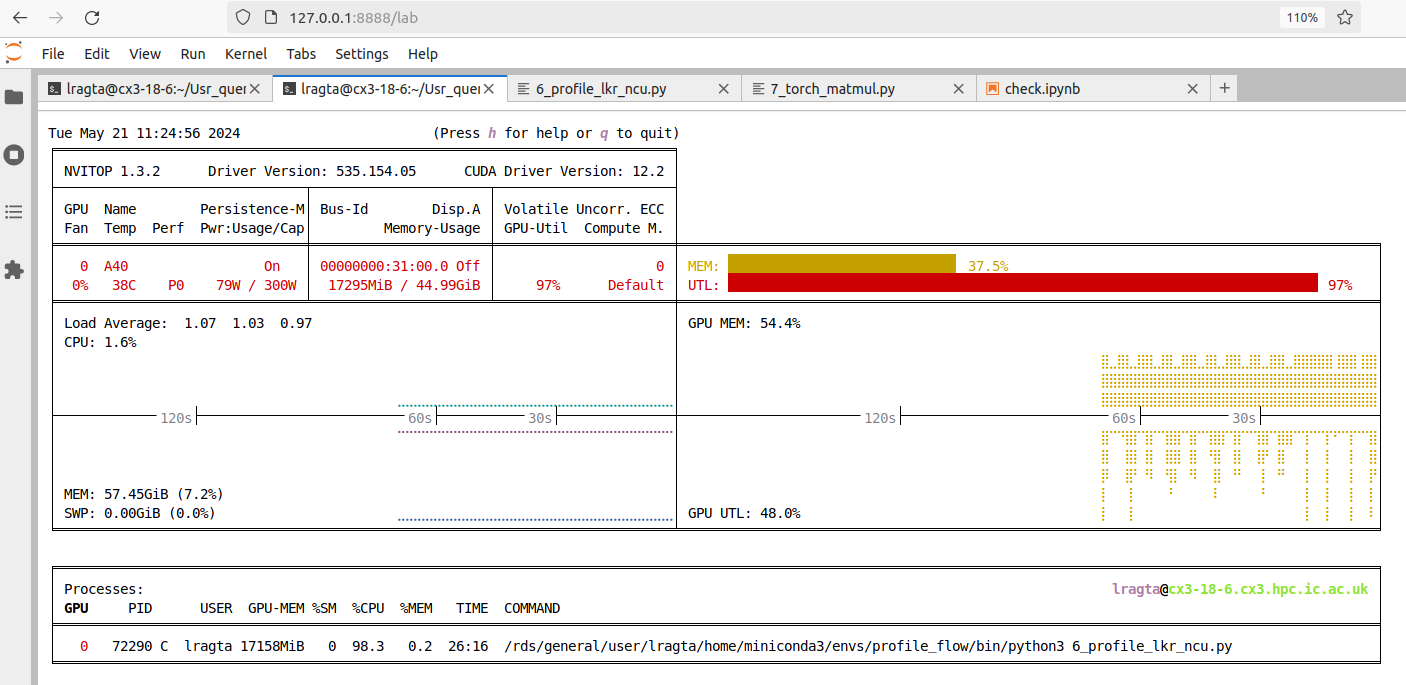 127.0.0.1:8888/lab 110%
File Edit View Run Kernel Tabs Settings Help
lragta@cx3-18-6:~/Usr_quer lragta@cx3-18-6:~/Usr_quer 6_profile_lkr_ncu.py 7_torch_matmul.py check.ipynb
Tue May 21 11:24:56 2024 (Press h for help or q to quit)
NVITOP 1.3.2 Driver Version: 535.154.05 CUDA Driver Version: 12.2
GPU Name Persistence-M Bus-Id Disp.A Volatile Uncorr. ECC
Fan Temp Perf Pwr:Usage/Cap Memory-Usage GPU-Util Compute M.
0 A40 On 00000000:31:00.0 Off 0 MEM: 37.5%
0% 38C P0 79W / 300W 17295MiB / 44.99GiB 97% Default UTL: 97%
Load Average: 1.07 1.03 0.97 GPU MEM: 54.4%
CPU: 1.6%
120s 60s 30s 120s 60s 30s
MEM: 57.45GiB (7.2%)
SWP: 0.00GiB (0.0%) GPU UTL: 48.0%
Processes: lragta@cx3-18-6.cx3.hpc.ic.ac.uk
GPU PID USER GPU-MEM %SM %CPU %MEM TIME COMMAND
0 72290 C lragta 17158MiB 0 98.3 0.2 26:16 /rds/general/user/lragta/home/miniconda3/envs/profile_flow/bin/python3 6_profile_lkr_ncu.py